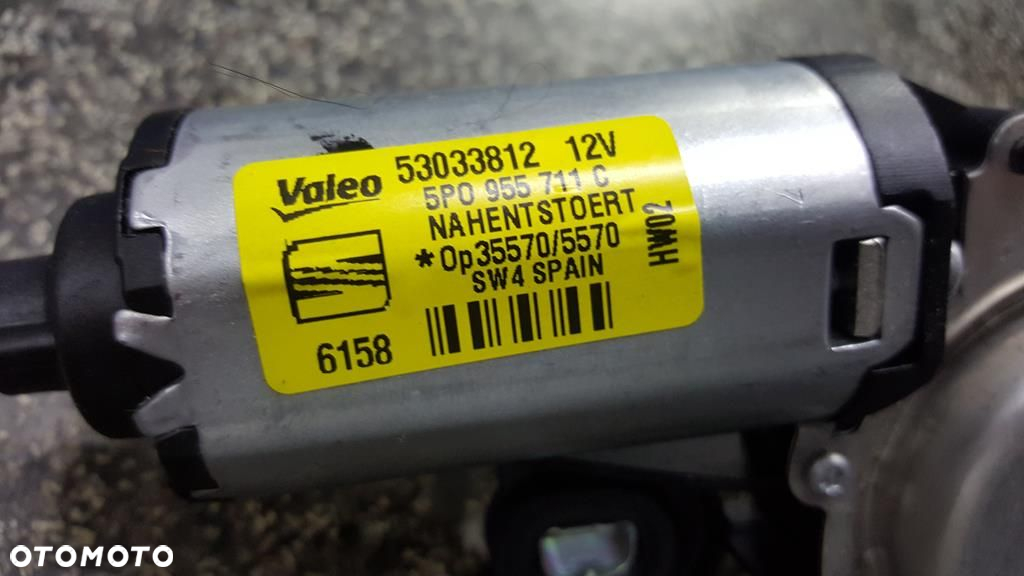 Valeo 53033812 12V
5P0 955 711 C
NAHENTSTOERT
*Op35570/5570
SW4 SPAIN
HW02
6158
OTOMOTO